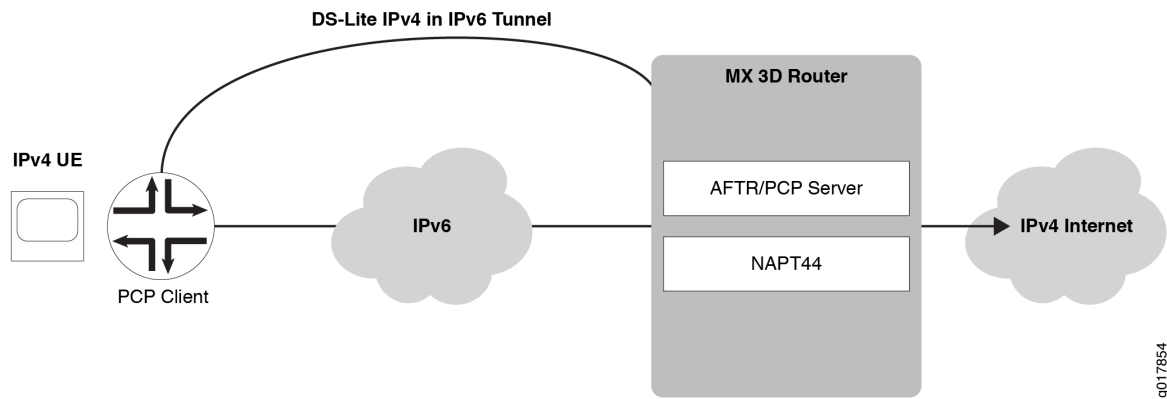 DS-Lite IPv4 in IPv6 Tunnel
MX 3D Router
IPv4 UE
AFTR/PCP Server
IPv6
IPv4 Internet
NAPT44
PCP Client
g017854